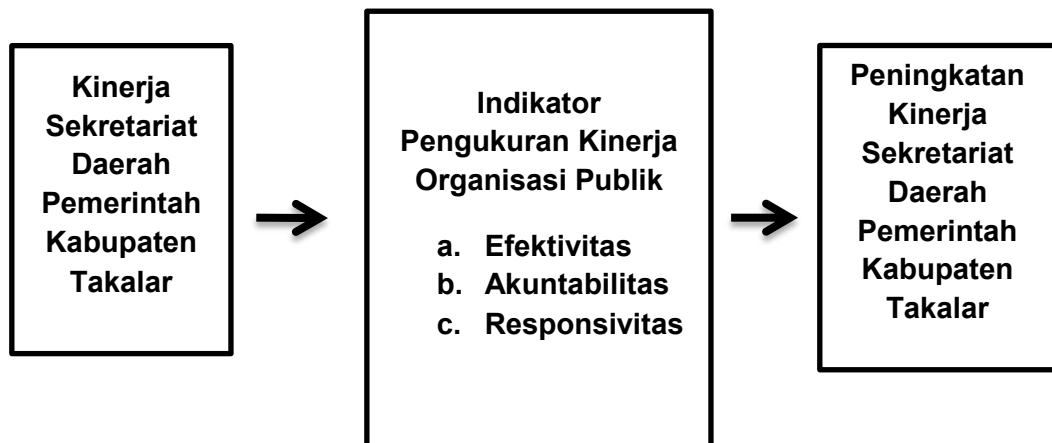 Kinerja
Sekretariat
Daerah
Pemerintah
Kabupaten
Takalar
Indikator
Pengukuran Kinerja
Organisasi Publik
a. Efektivitas
b. Akuntabilitas
c. Responsivitas
Peningkatan
Kinerja
Sekretariat
Daerah
Pemerintah
Kabupaten
Takalar